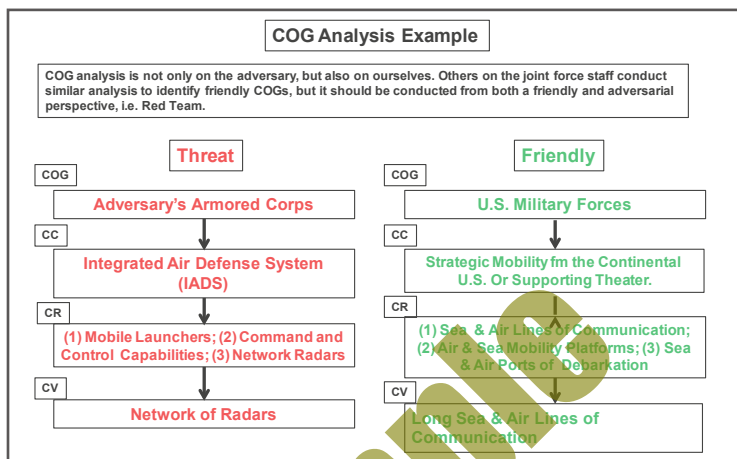 COG Analysis Example
COG analysis is not only on the adversary, but also on ourselves. Others on the joint force staff conduct
similar analysis to identify friendly COGs, but it should be conducted from both a friendly and adversarial
perspective, i.e. Red Team.
Threat
COG
Adversary's Armored Corps
CC
Integrated Air Defense System
(IADS)
CR
(1) Mobile Launchers; (2) Command and
Control Capabilities; (3) Network Radars
CV
Network of Radars
Friendly
COG
U.S. Military Forces
CC
Strategic Mobility fm the Continental
U.S. Or Supporting Theater.
CR
(1) Sea & Air Lines of Communication;
(2) Air & Sea Mobility Platforms; (3) Sea
& Air Ports of Debarkation
CV
Long Sea & Air Lines of
Communication